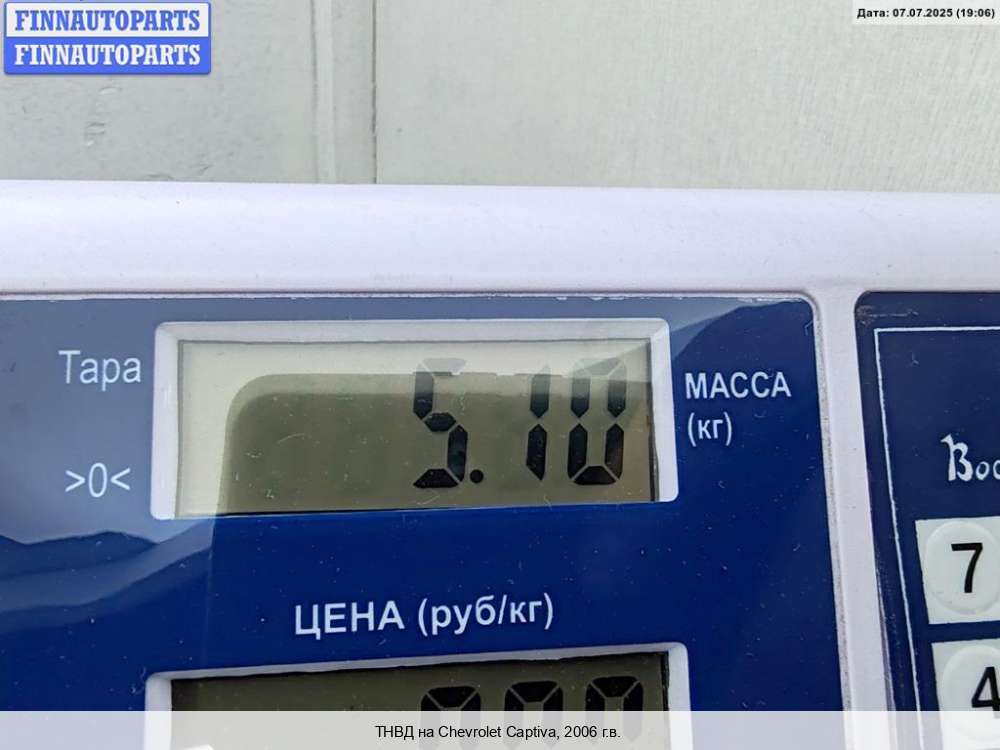 FINNAUTOPARTS
FINNAUTOPARTS
Дата: 07.07.2025 (19:06)
Тара
5.10
МАССА
(кг)
>0<
7
ЦЕНА (руб/кг)
4
ТНВД на Chevrolet Captiva, 2006 г.в.